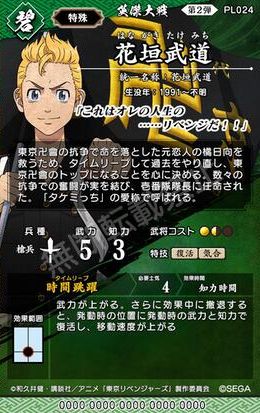 碧
特殊
英傑大戦
第2弾
PL024
はながきたけみち
花垣武道
統一名称:花垣武道
生没年:1991～不明
「これはオレの人生の
……リベンジだ!!」
東京卍會の抗争で命を落とした元恋人の橘日向を
救うため、タイムリープして過去をやり直し、東
京卍會のトップになることを心に決める。数々の
抗争での奮闘が実を結び、壱番隊隊長に任命され
た。「タケミっち」の愛称で呼ばれる。
兵種 武力 知力 武将コスト
槍兵 5 3 特技 復活 気合
タイムリープ 必要士気 効果時間
時間跳躍 4 知力時間
効果範囲
武力が上がる。さらに効果中に撤退する
と、発動時の位置に発動時の武力と知力で
復活し、移動速度が上がる
©和久井健・講談社／アニメ「東京リベンジャーズ」製作委員会 ©SEGA
0000-0000-0000-0000-0000